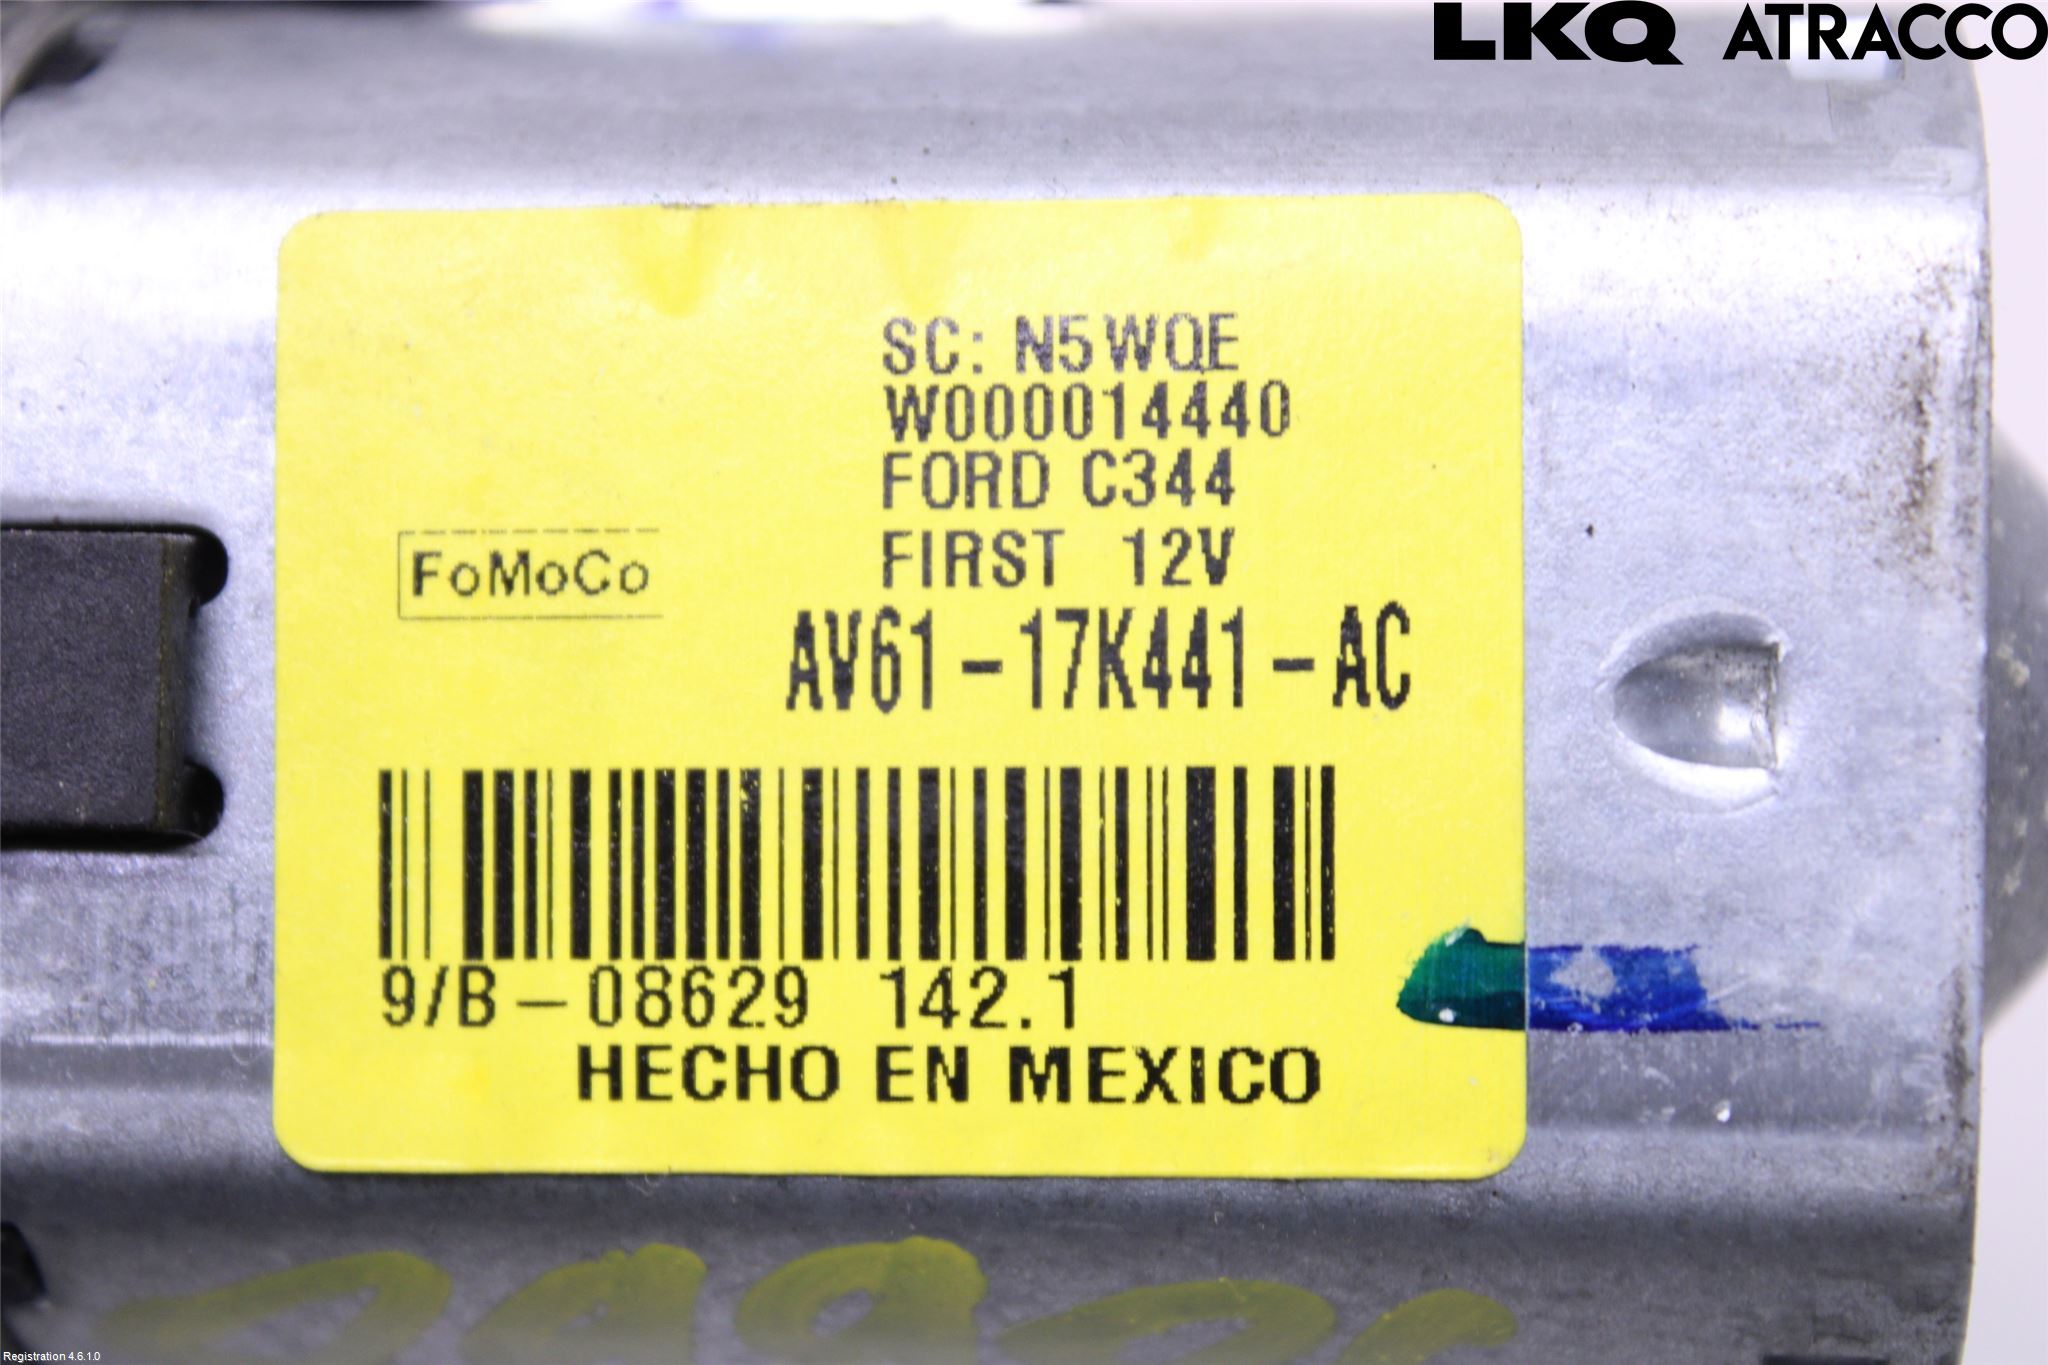 LKQ ATRACCO
SC: N5WQE
W000014440
FORD C344
FIRST 12V
FoMoCo
AV61-17K441-AC
9/B-08629 142.1
HECHO EN MEXICO
Registration 4.6.1.0